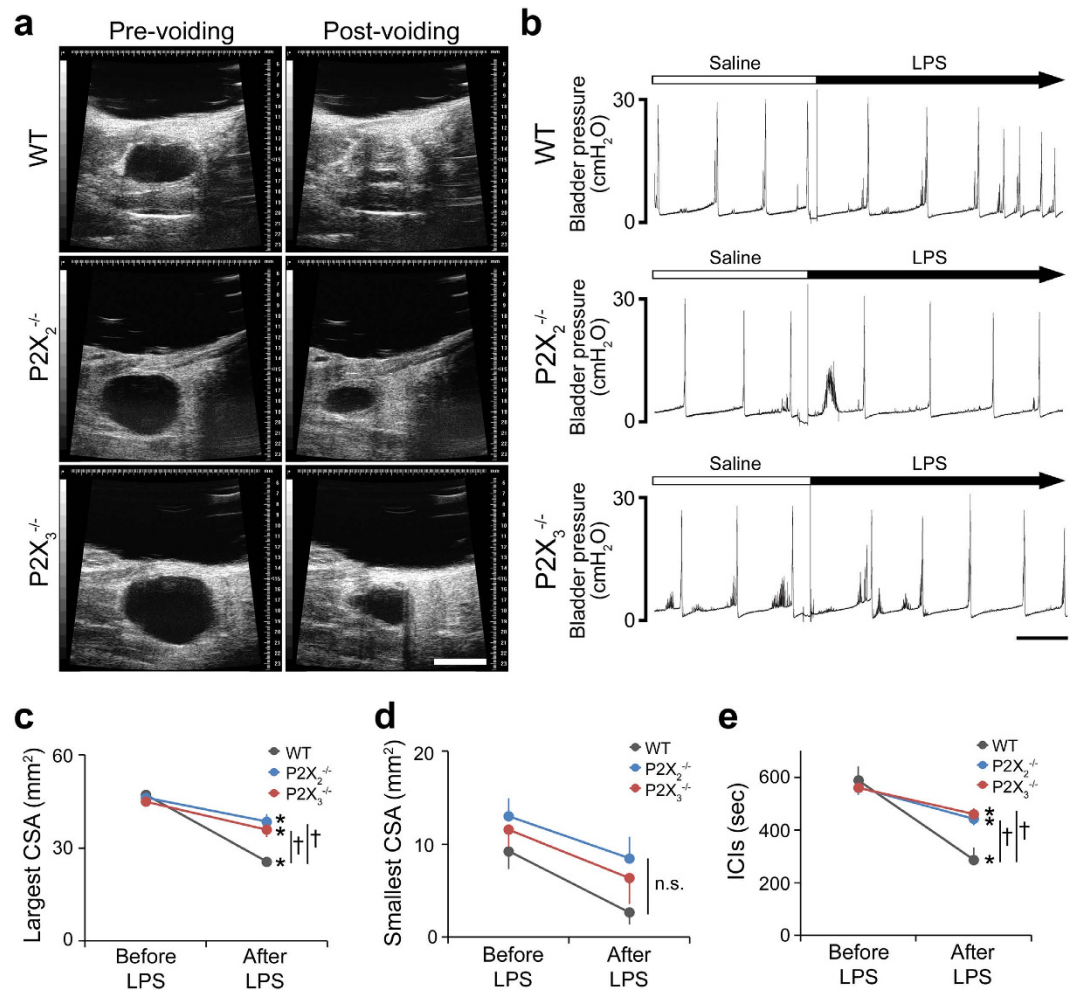 a
Pre-voiding Post-voiding
WT
P2X2-/-
P2X3-/-
b
Saline LPS
WT
Bladder pressure
(cmH2O)
30
0
Saline LPS
P2X2-/-
Bladder pressure
(cmH2O)
30
0
Saline LPS
P2X3-/-
Bladder pressure
(cmH2O)
30
0
c
Largest CSA (mm2)
60
30
0
WT
P2X2-/-
P2X3-/-
*
*
*
† †
Before After
LPS LPS
d
Smallest CSA (mm2)
20
10
0
WT
P2X2-/-
P2X3-/-
n.s.
Before After
LPS LPS
e
ICIs (sec)
600
400
200
0
WT
P2X2-/-
P2X3-/-
*
*
*
† †
Before After
LPS LPS